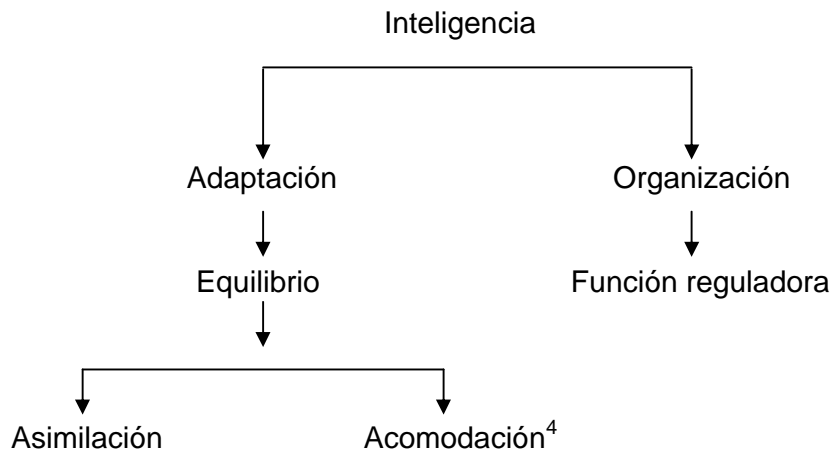 Inteligencia
Adaptación Organización
Equilibrio Función reguladora
Asimilación Acomodación⁴